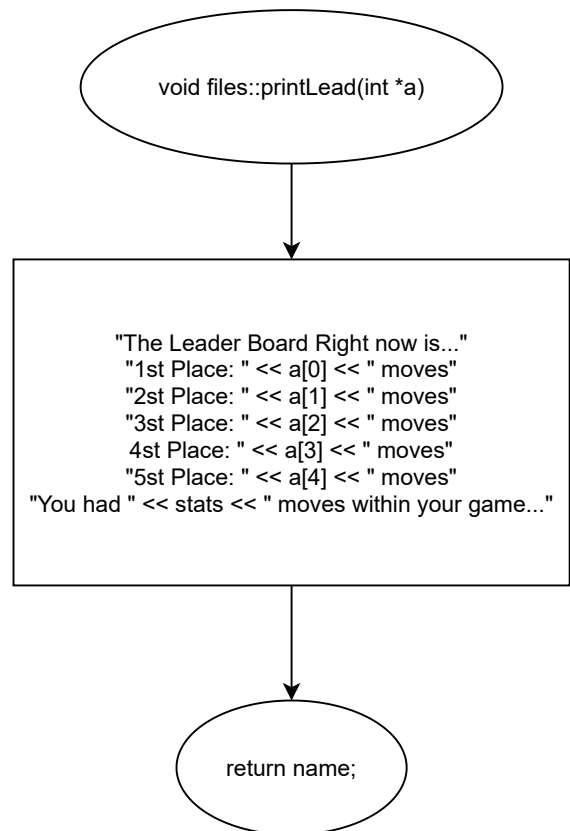 void files::printLead(int *a)
"The Leader Board Right now is..."
"1st Place: " << a[0] << " moves"
"2st Place: " << a[1] << " moves"
"3st Place: " << a[2] << " moves"
4st Place: " << a[3] << " moves"
"5st Place: " << a[4] << " moves"
"You had " << stats << " moves within your game..."
return name;